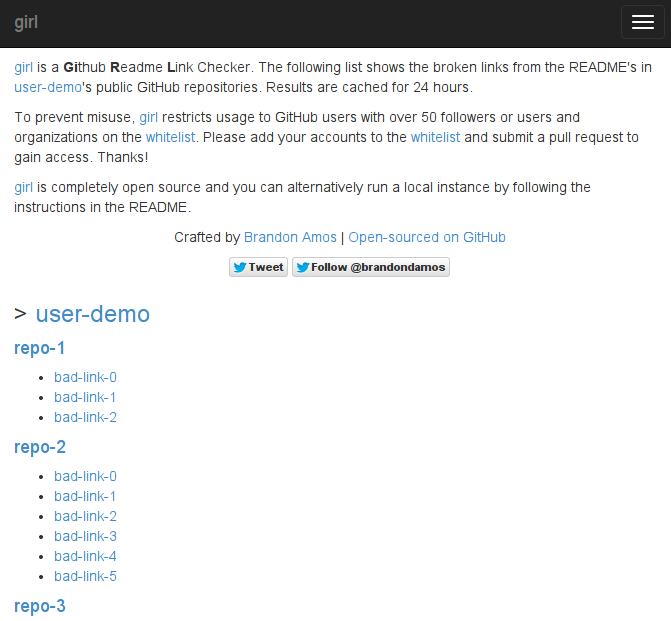 girl
girl is a Github Readme Link Checker. The following list shows the broken links from the README's in
user-demo's public GitHub repositories. Results are cached for 24 hours.
To prevent misuse, girl restricts usage to GitHub users with over 50 followers or users and
organizations on the whitelist. Please add your accounts to the whitelist and submit a pull request to
gain access. Thanks!
girl is completely open source and you can alternatively run a local instance by following the
instructions in the README.
Crafted by Brandon Amos | Open-sourced on GitHub
Tweet Follow @brandondamos
> user-demo
repo-1
• bad-link-0
• bad-link-1
• bad-link-2
repo-2
• bad-link-0
• bad-link-1
• bad-link-2
• bad-link-3
• bad-link-4
• bad-link-5
repo-3